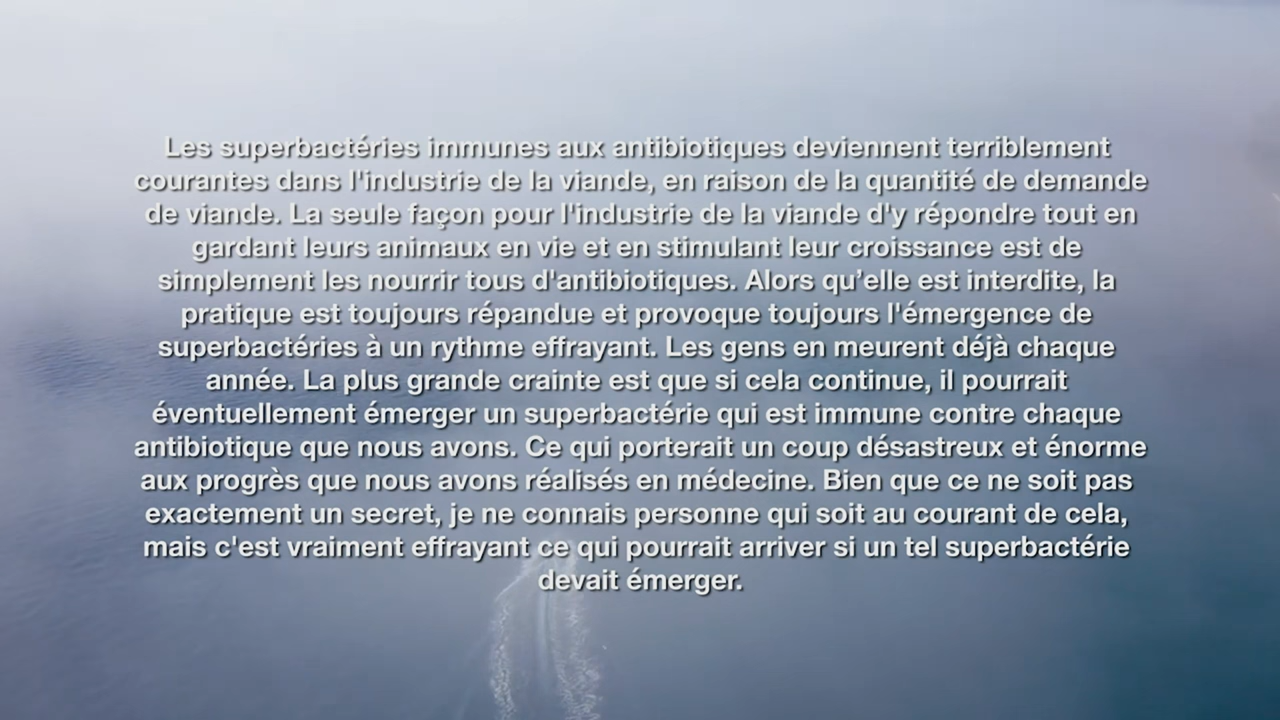 Les superbactéries immunes aux antibiotiques deviennent terriblement
courantes dans l'industrie de la viande, en raison de la quantité de demande
de viande. La seule façon pour l'industrie de la viande d'y répondre tout en
gardant leurs animaux en vie et en stimulant leur croissance est de
simplement les nourrir tous d'antibiotiques. Alors qu’elle est interdite, la
pratique est toujours répandue et provoque toujours l'émergence de
superbactéries à un rythme effrayant. Les gens en meurent déjà chaque
année. La plus grande crainte est que si cela continue, il pourrait
éventuellement émerger un superbactérie qui est immune contre chaque
antibiotique que nous avons. Ce qui porterait un coup désastreux et énorme
aux progrès que nous avons réalisés en médecine. Bien que ce ne soit pas
exactement un secret, je ne connais personne qui soit au courant de cela,
mais c'est vraiment effrayant ce qui pourrait arriver si un tel superbactérie
devait émerger.